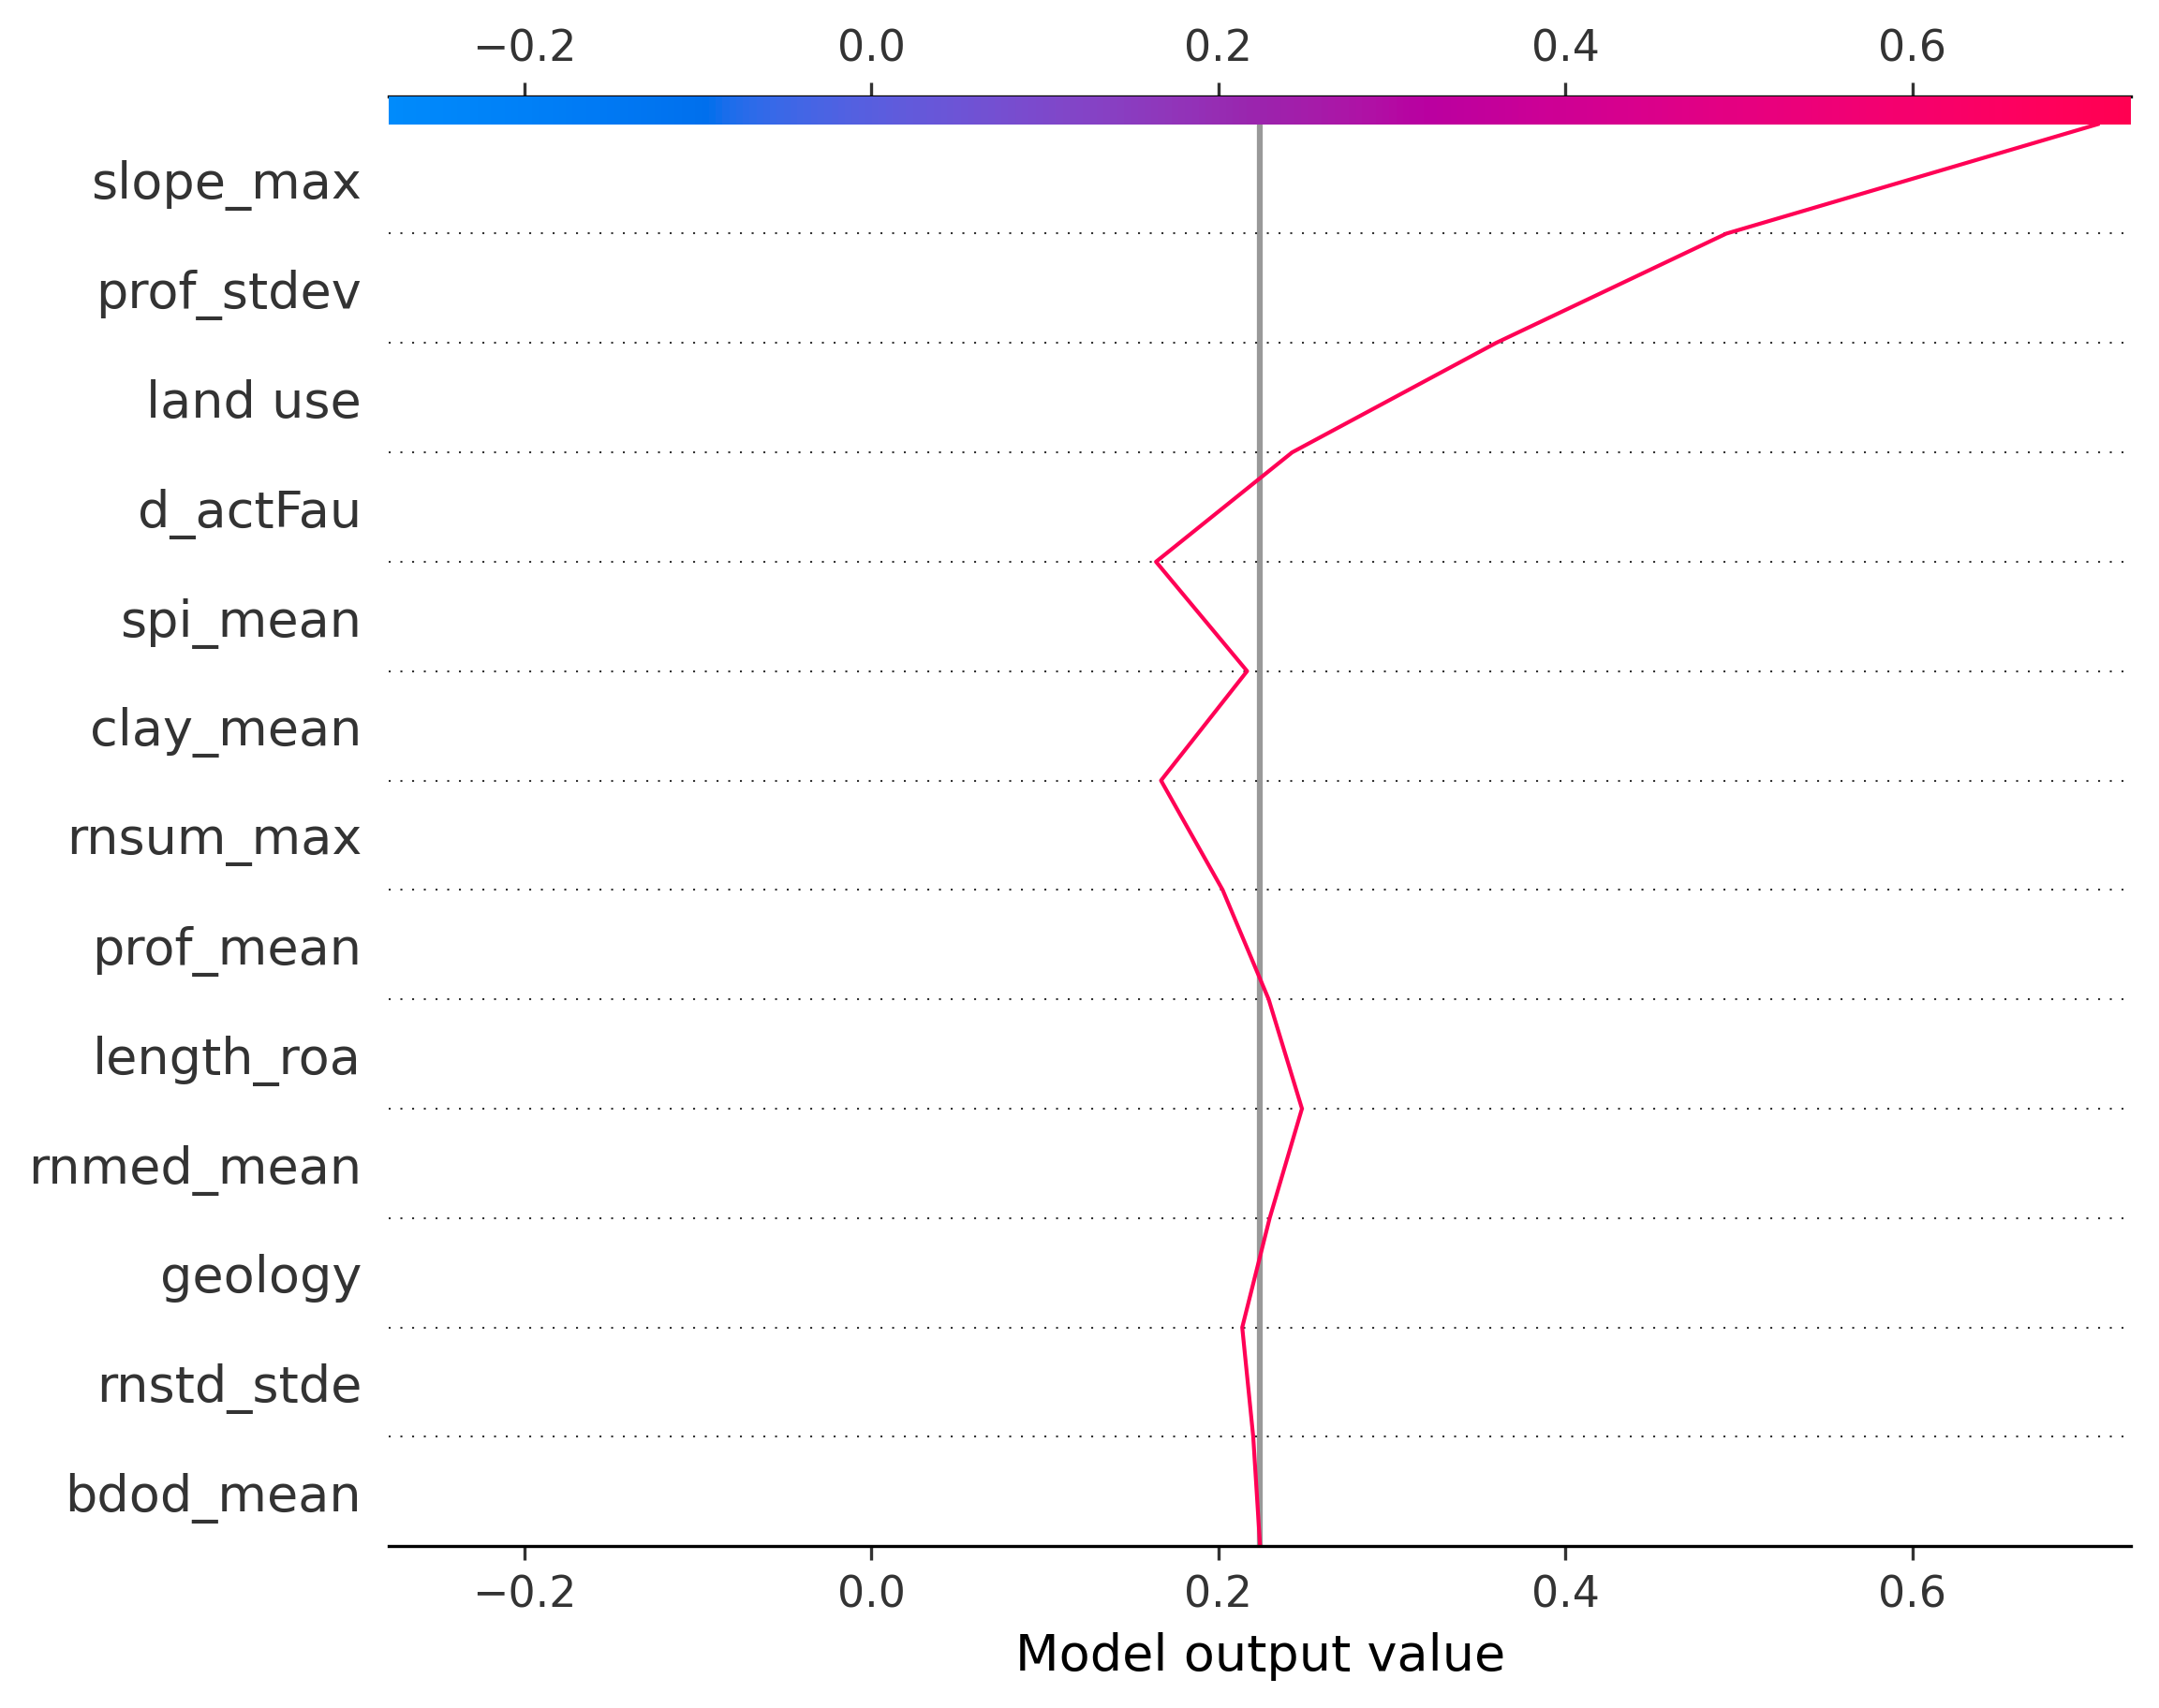 −0.2 0.0 0.2 0.4 0.6
slope_max
prof_stdev
land use
d_actFau
spi_mean
clay_mean
rnsum_max
prof_mean
length_roa
rnmed_mean
geology
rnstd_stde
bdod_mean
−0.2 0.0 0.2 0.4 0.6
Model output value